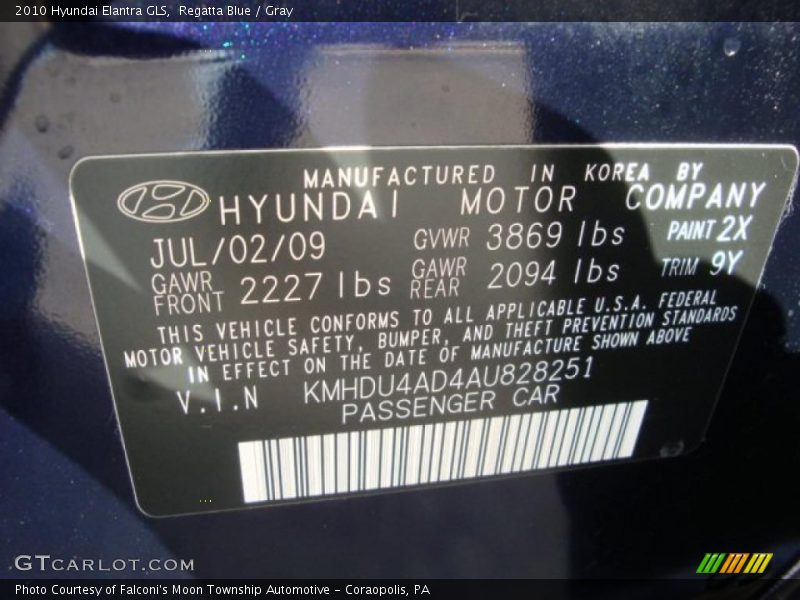 2010 Hyundai Elantra GLS,  Regatta Blue / Gray
MANUFACTURED IN KOREA BY
HYUNDAI MOTOR COMPANY
JUL/02/09 GVWR 3869 lbs PAINT 2X
GAWR FRONT 2227 lbs GAWR REAR 2094 lbs TRIM 9Y
THIS VEHICLE CONFORMS TO ALL APPLICABLE U.S.A. FEDERAL
MOTOR VEHICLE SAFETY, BUMPER, AND THEFT PREVENTION STANDARDS
IN EFFECT ON THE DATE OF MANUFACTURE SHOWN ABOVE
V.I.N KMHDU4AD4AU828251
PASSENGER CAR
GTCARLOT.COM
Photo Courtesy of Falconi's Moon Township Automotive - Coraopolis, PA